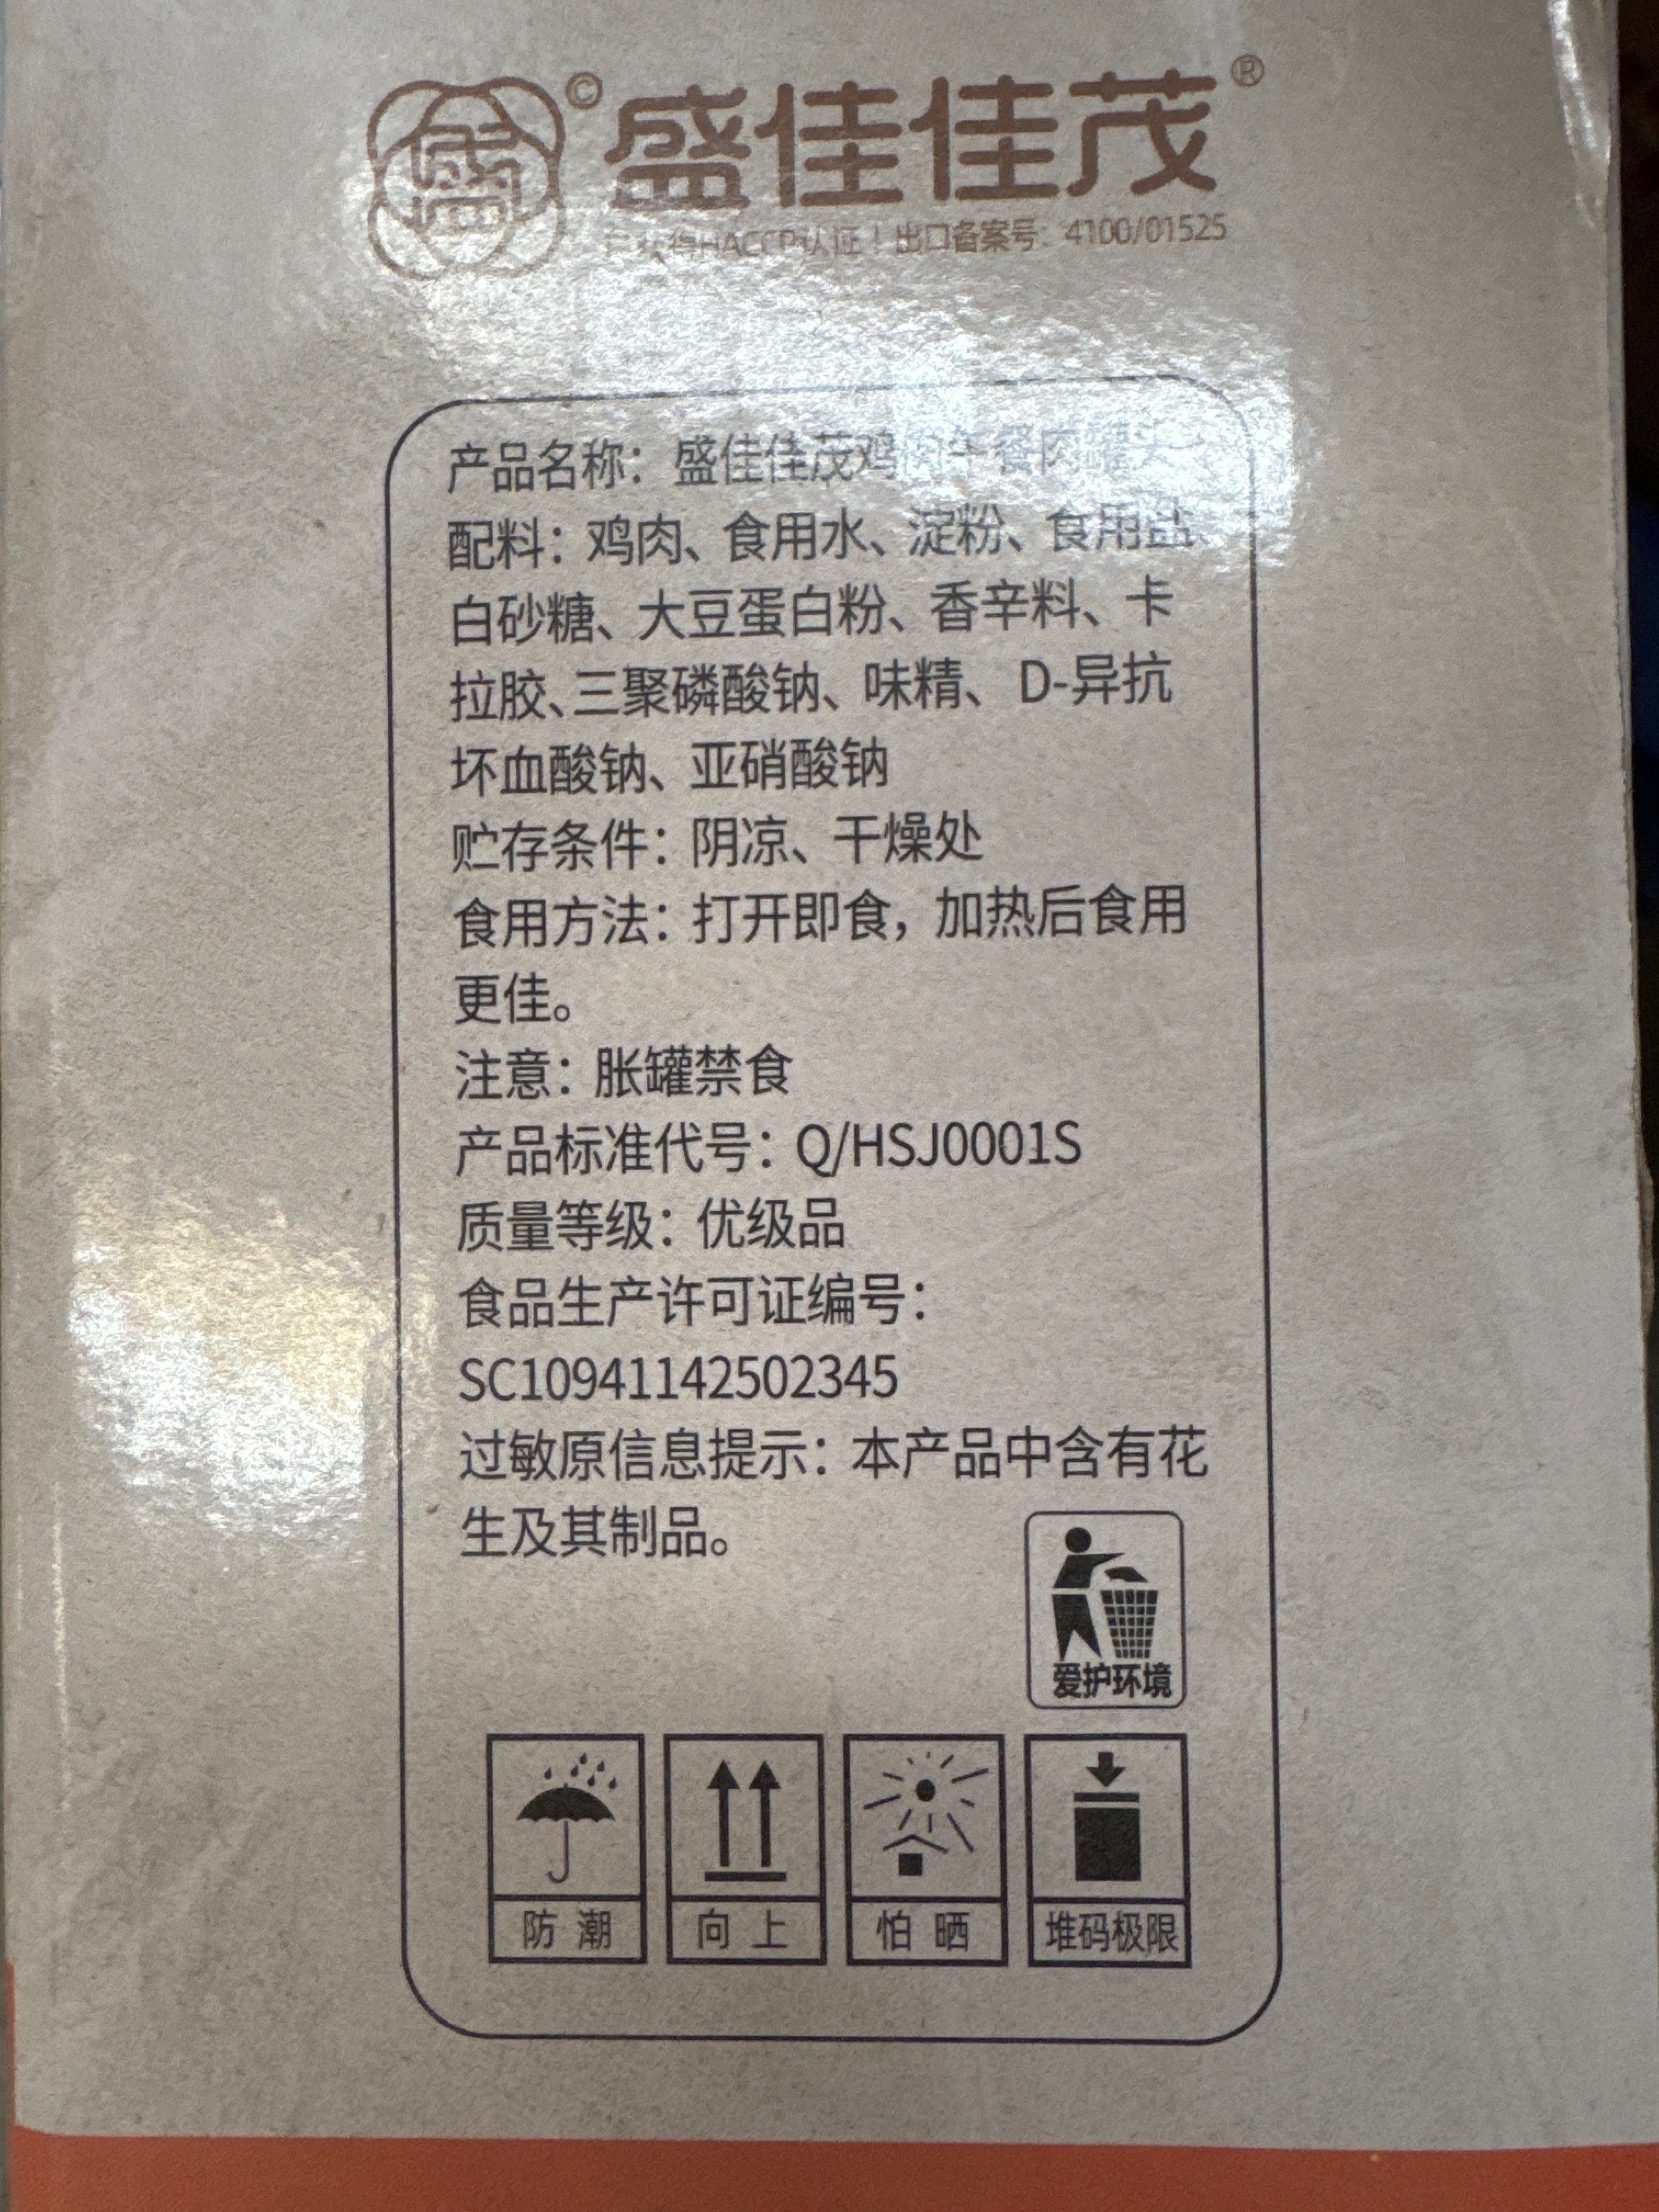 盛
©盛佳佳茂®
已获得HACCP认证！出口备案号：4100/01525
产品名称：盛佳佳茂鸡肉午餐肉罐头
配料：鸡肉、食用水、淀粉、食用盐、
白砂糖、大豆蛋白粉、香辛料、卡
拉胶、三聚磷酸钠、味精、D-异抗
坏血酸钠、亚硝酸钠
贮存条件：阴凉、干燥处
食用方法：打开即食，加热后食用
更佳。
注意：胀罐禁食
产品标准代号：Q/HSJ0001S
质量等级：优级品
食品生产许可证编号：
SC10941142502345
过敏原信息提示：本产品中含有花
生及其制品。
爱护环境
防潮
向上
怕晒
堆码极限